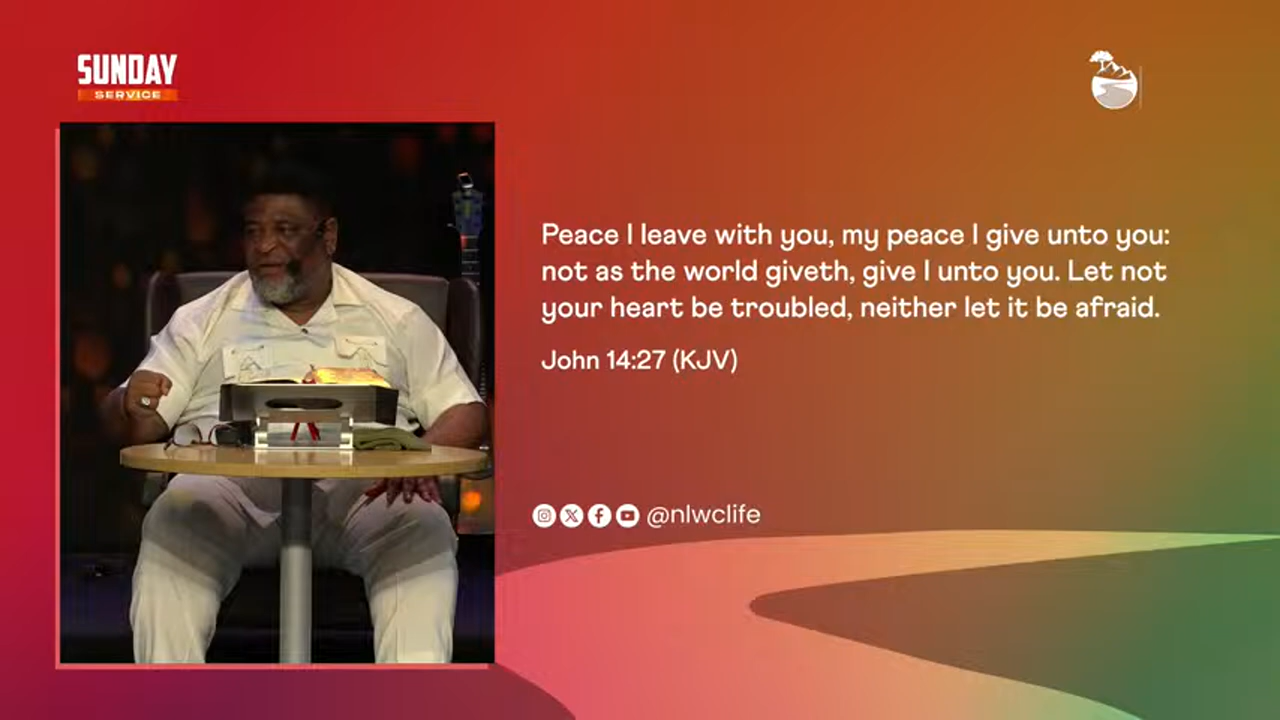 SUNDAY
SERVICE
Peace I leave with you, my peace I give unto you:
not as the world giveth, give I unto you. Let not
your heart be troubled, neither let it be afraid.
John 14:27 (KJV)
@nlwclife